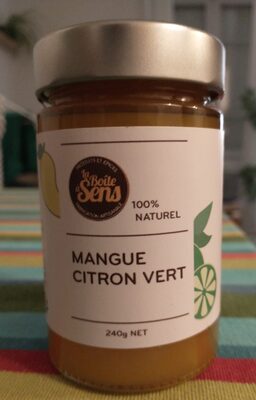 La Boîte
à Sens
100%
NATUREL
MANGUE
CITRON VERT
240g NET